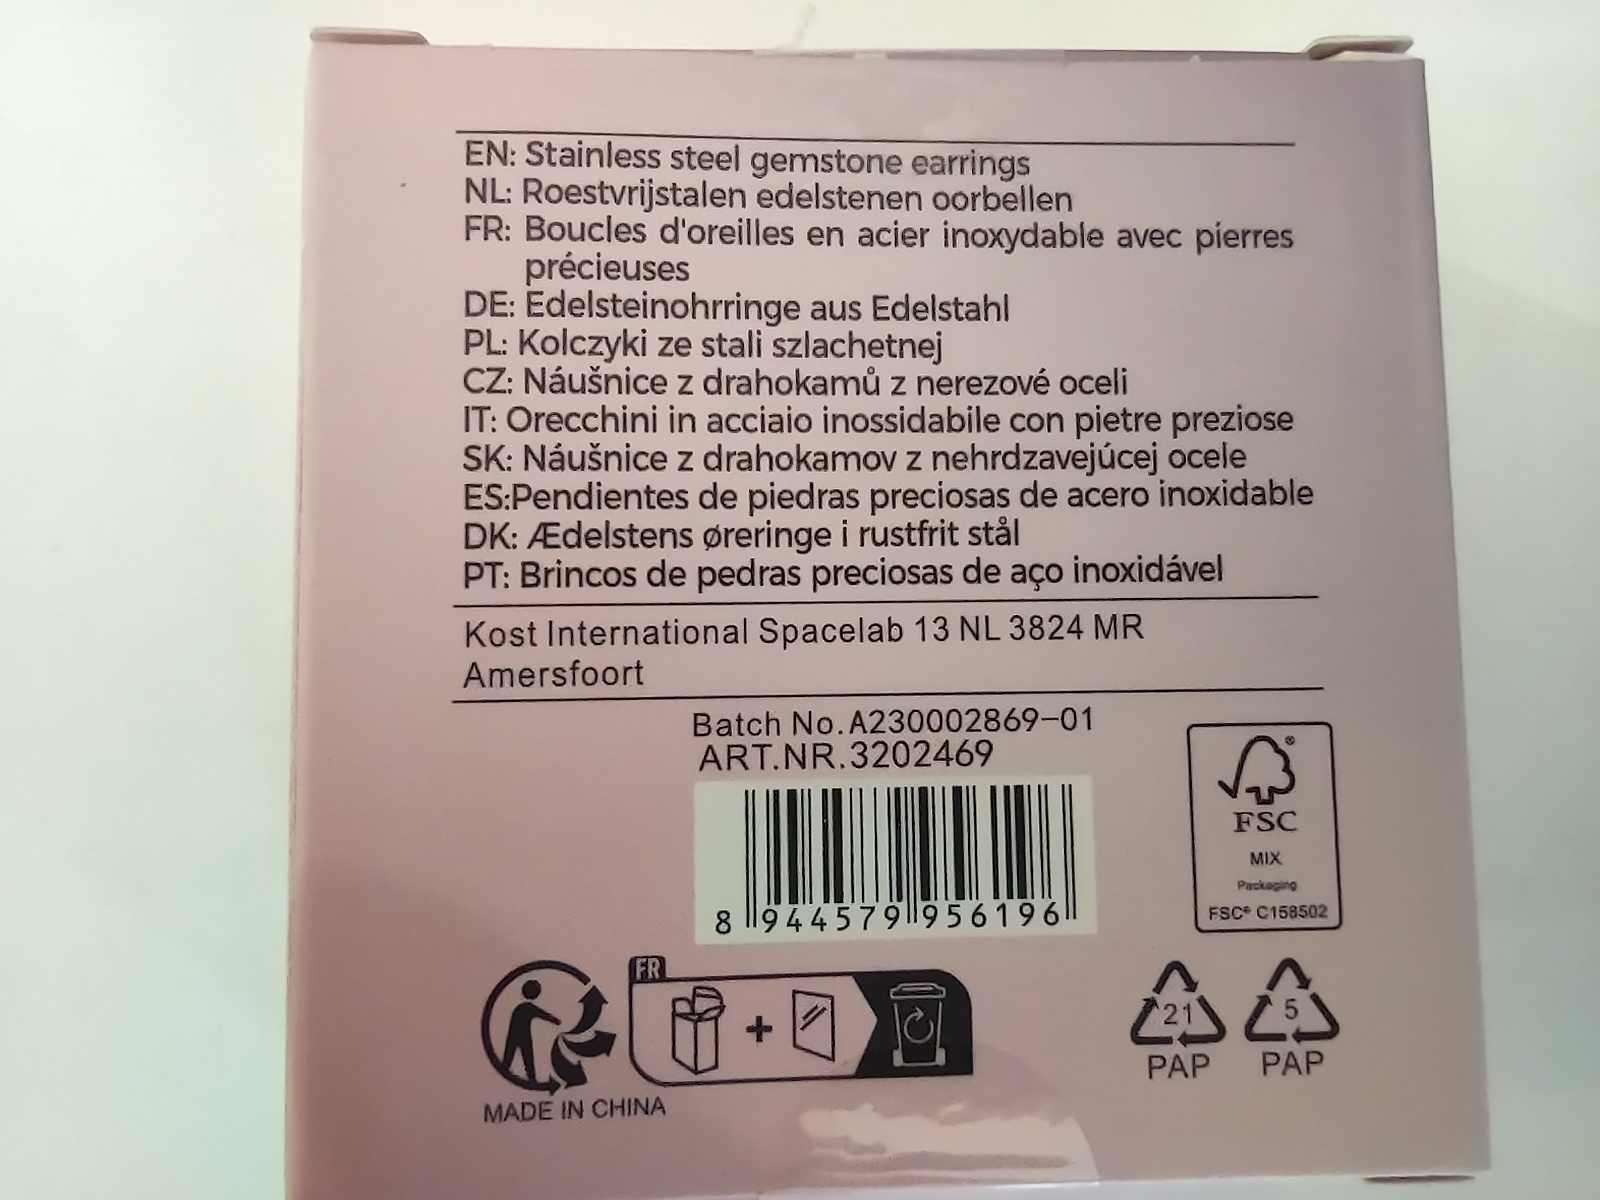 EN: Stainless steel gemstone earrings
NL: Roestvrijstalen edelstenen oorbellen
FR: Boucles d'oreilles en acier inoxydable avec pierres
précieuses
DE: Edelsteinohrringe aus Edelstahl
PL: Kolczyki ze stali szlachetnej
CZ: Náušnice z drahokamů z nerezové oceli
IT: Orecchini in acciaio inossidabile con pietre preziose
SK: Náušnice z drahokamov z nehrdzavejúcej ocele
ES:Pendientes de piedras preciosas de acero inoxidable
DK: Ædelstens øreringe i rustfrit stål
PT: Brincos de pedras preciosas de aço inoxidável
Kost International Spacelab 13 NL 3824 MR
Amersfoort
Batch No. A230002869-01
ART.NR. 3202469
8 944579 956196
®
FSC
MIX
Packaging
FSC® C158502
FR
+
21
PAP
5
PAP
MADE IN CHINA